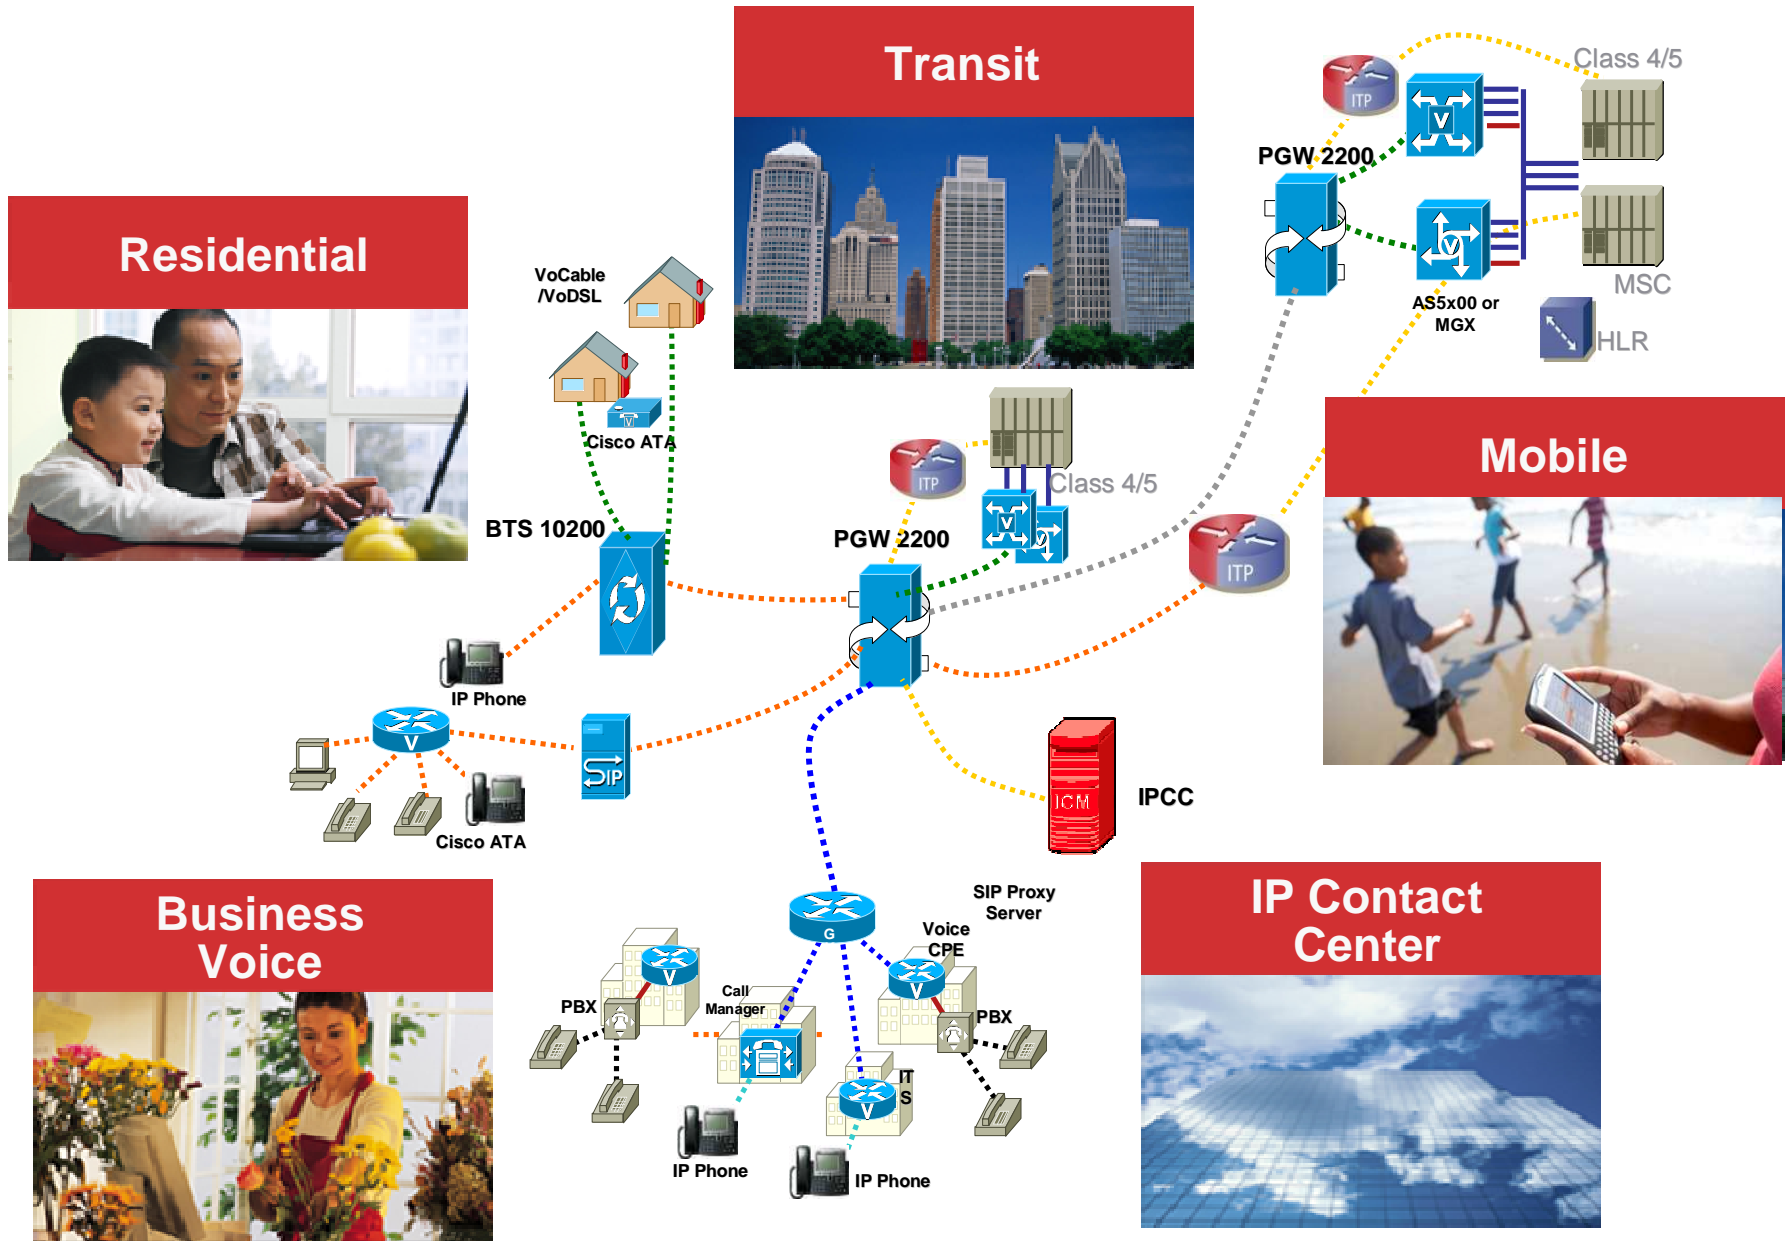 Transit
Class 4/5
ITP
V
PGW 2200
Residential
VoCable
/VoDSL
V
MSC
AS5x00 or
MGX
HLR
V
Cisco ATA
Mobile
ITP
Class 4/5
V
V
BTS 10200
PGW 2200
ITP
IP Phone
V
SIP
ICM
IPCC
Cisco ATA
Business
Voice
SIP Proxy
Server
IP Contact
Center
G
Voice
CPE
V
V
PBX
Call
Manager
PBX
IT
S
V
IP Phone
IP Phone